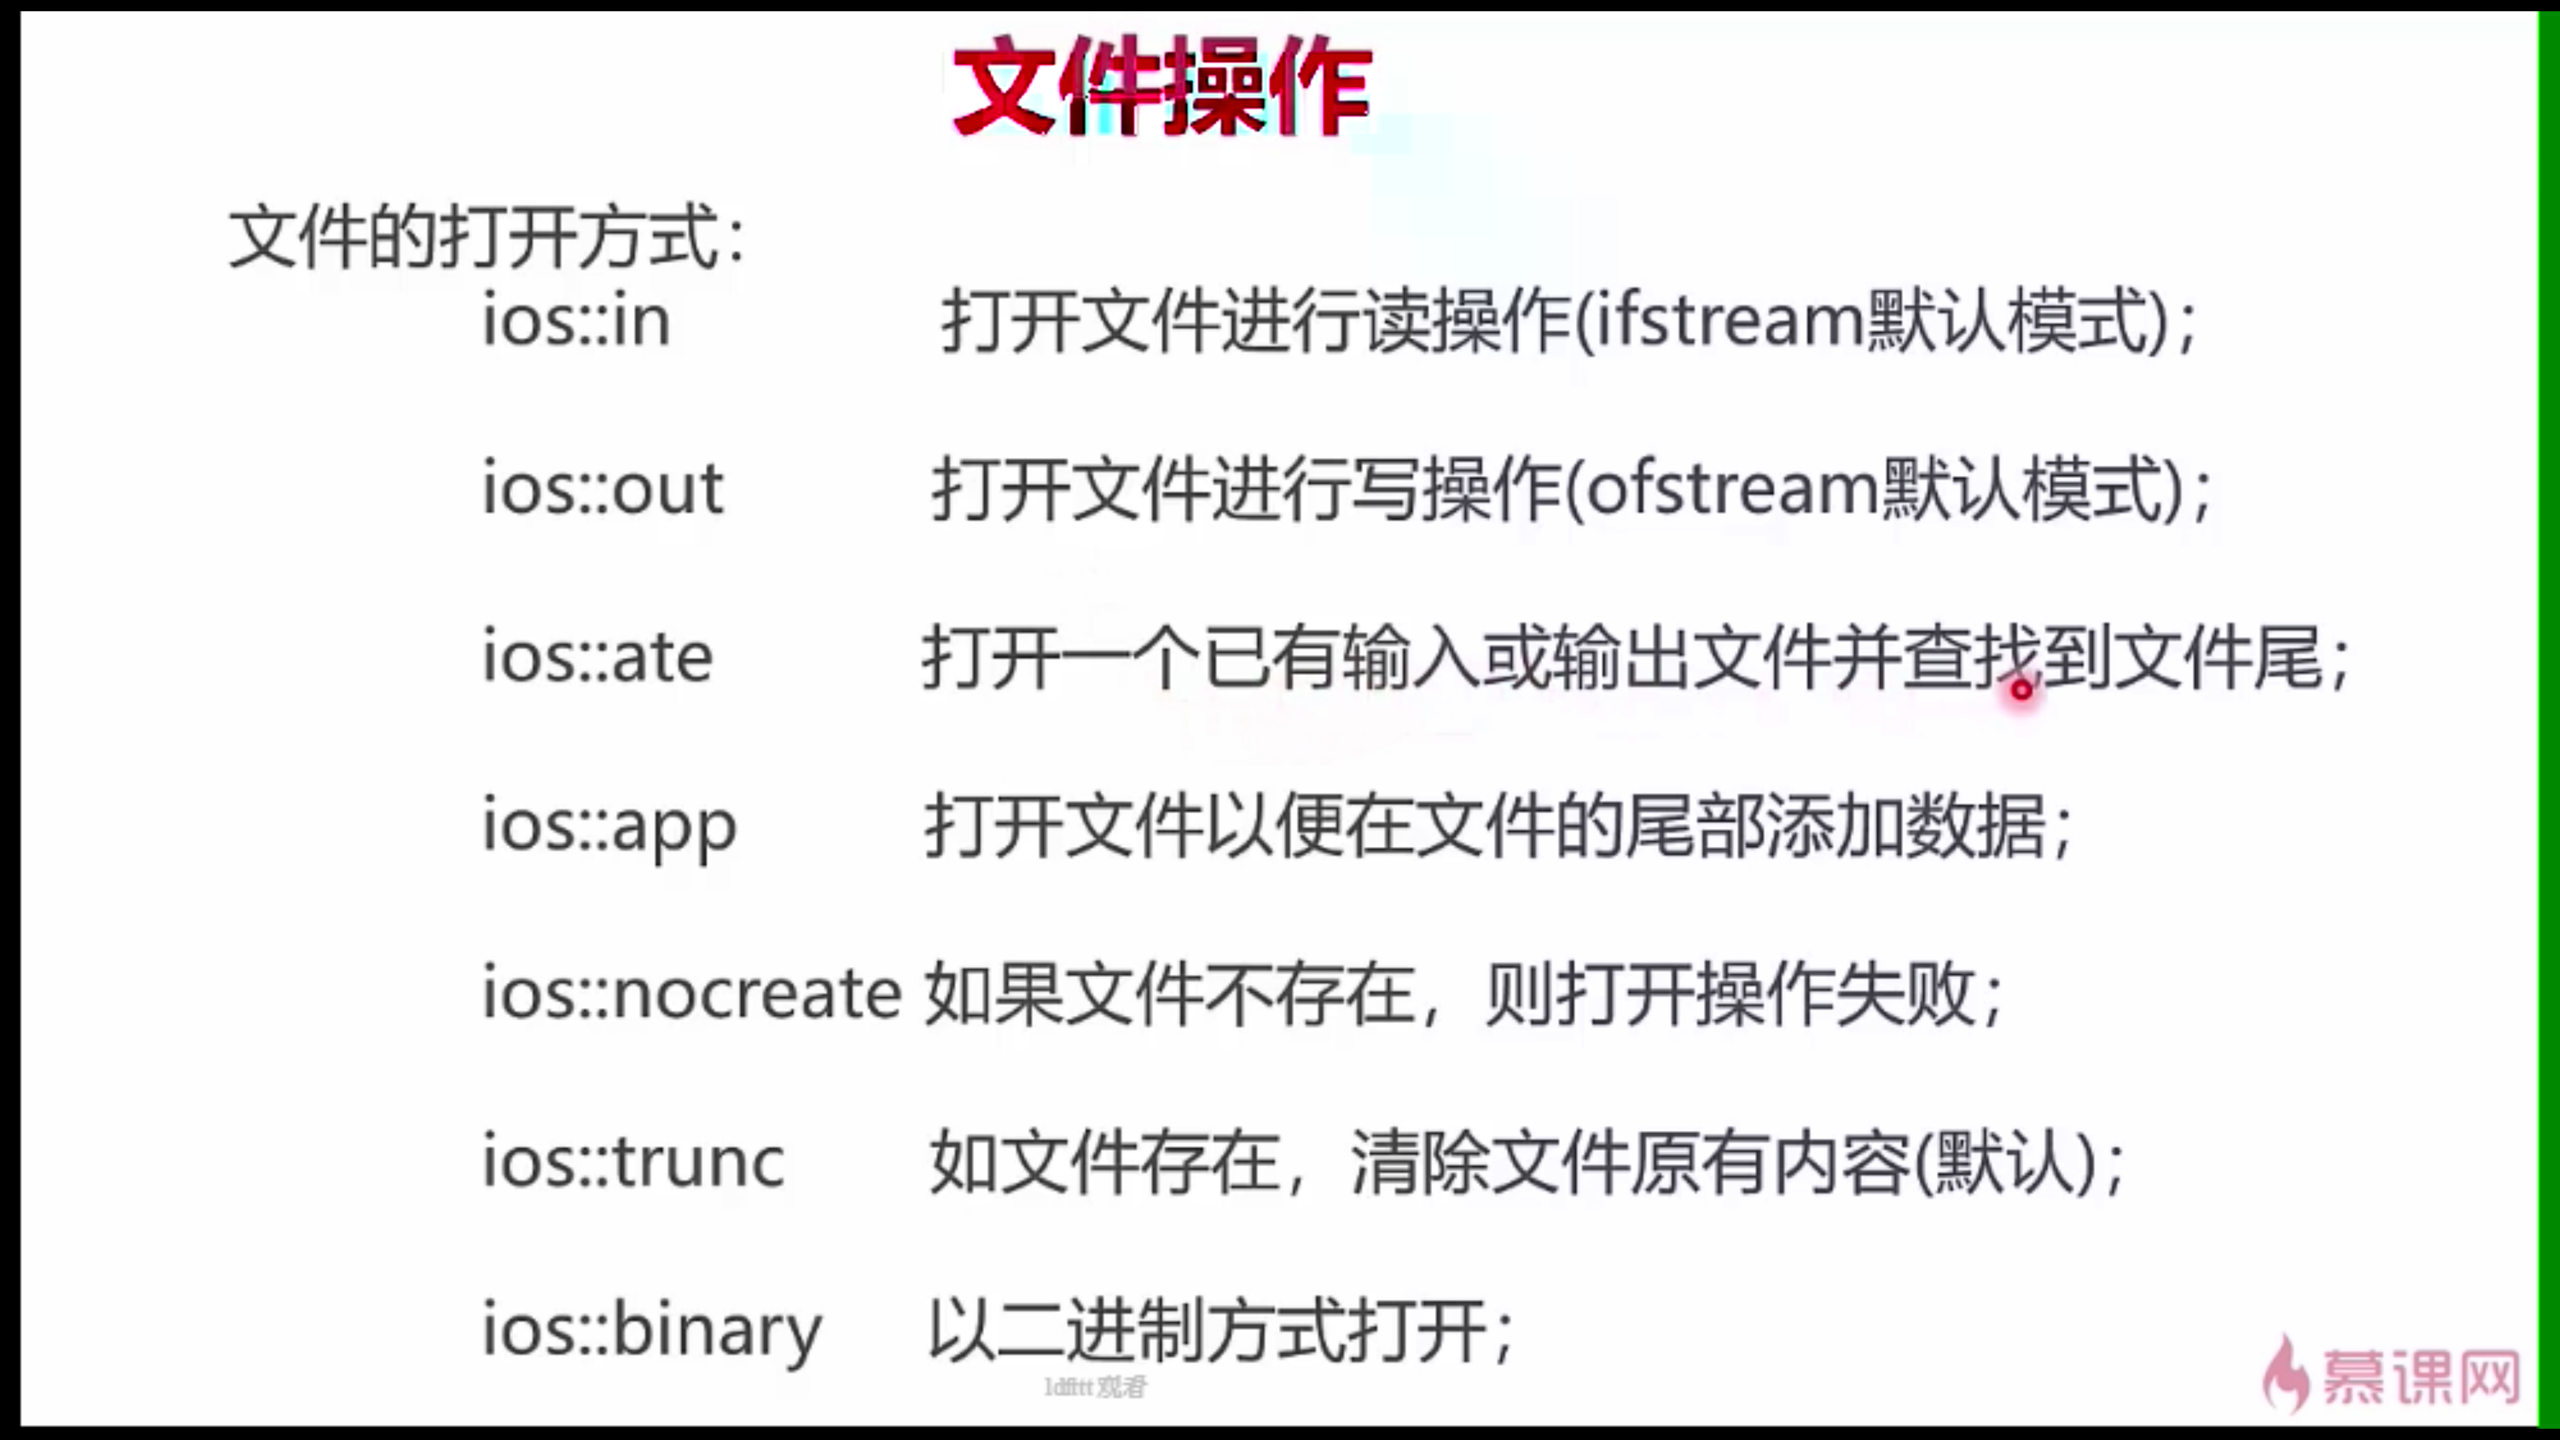 文件操作
文件的打开方式：
ios::in 打开文件进行读操作(ifstream默认模式)；
ios::out 打开文件进行写操作(ofstream默认模式)；
ios::ate 打开一个已有输入或输出文件并查找到文件尾；
ios::app 打开文件以便在文件的尾部添加数据；
ios::nocreate 如果文件不存在，则打开操作失败；
ios::trunc 如文件存在，清除文件原有内容(默认)；
ios::binary 以二进制方式打开；
观看
慕课网